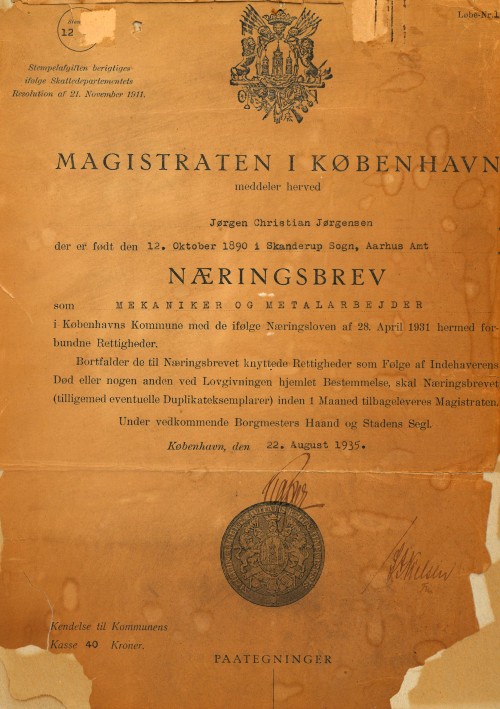 12
Løbe-Nr.
Stempelafgiften berigtiges
ifølge Skattedepartementets
Resolution af 21. November 1911.
MAGISTRATEN I KØBENHAVN
meddeler herved
Jørgen Christian Jørgensen
der er født den 12. Oktober 1890 i Skanderup Sogn, Aarhus Amt
NÆRINGSBREV
som MEKANIKER OG METALARBEJDER
i Københavns Kommune med de ifølge Næringsloven af 28. April 1931 hermed for-
bundne Rettigheder.
Bortfalder de til Næringsbrevet knyttede Rettigheder som Følge af Indehaverens
Død eller nogen anden ved Lovgivningen hjemlet Bestemmelse, skal Næringsbrevet
(tilligemed eventuelle Duplikateksemplarer) inden 1 Maaned tilbageleveres Magistraten.
Under vedkommende Borgmesters Haand og Stadens Segl.
København, den 22. August 1935.
Kendelse til Kommunens
Kasse 40 Kroner.
PAATEGNINGER